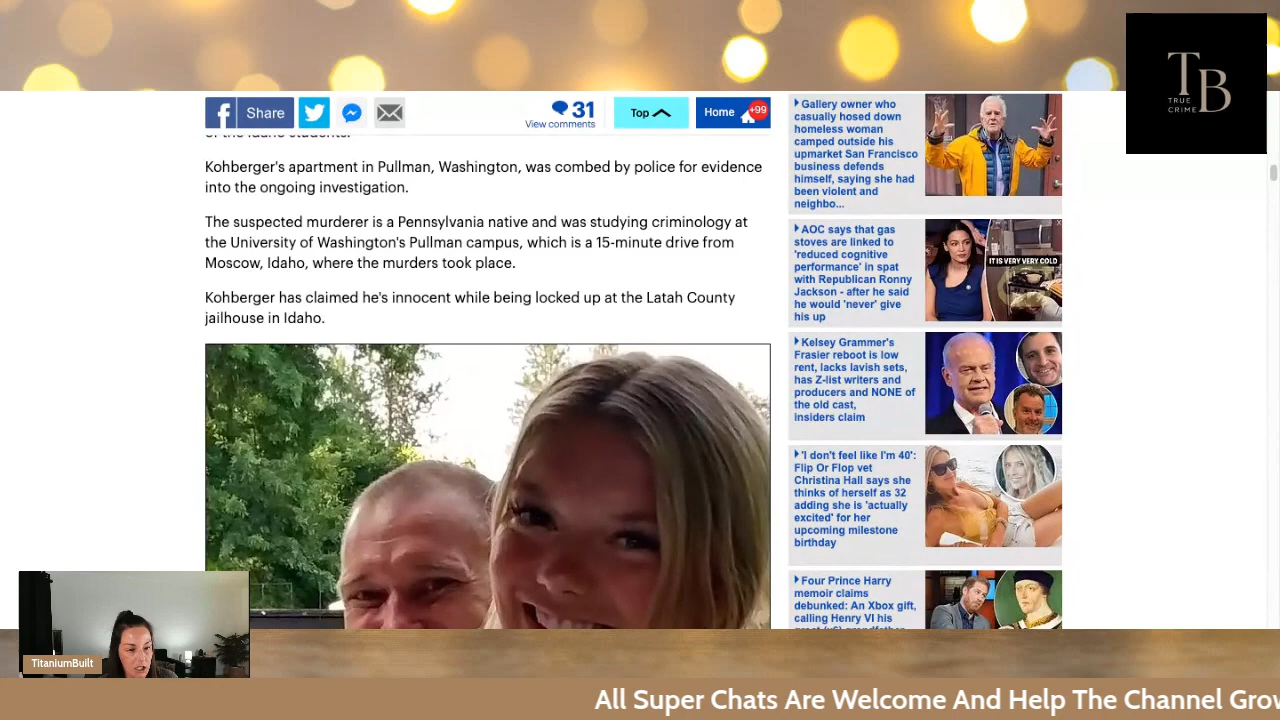 T
B
TRUE
CRIME
Share
31
View comments
Top
Home
+99
of the Idaho students.
Kohberger's apartment in Pullman, Washington, was combed by police for evidence
into the ongoing investigation.
The suspected murderer is a Pennsylvania native and was studying criminology at
the University of Washington's Pullman campus, which is a 15-minute drive from
Moscow, Idaho, where the murders took place.
Kohberger has claimed he's innocent while being locked up at the Latah County
jailhouse in Idaho.
Gallery owner who
casually hosed down
homeless woman
camped outside his
upmarket San Francisco
business defends
himself, saying she had
been violent and
neighbo...
AOC says that gas
stoves are linked to
'reduced cognitive
performance' in spat
with Republican Ronny
Jackson - after he said
he would 'never' give
his up
IT IS VERY VERY COLD
Kelsey Grammer's
Frasier reboot is low
rent, lacks lavish sets,
has Z-list writers and
producers and NONE of
the old cast,
insiders claim
'I don't feel like I'm 40':
Flip Or Flop vet
Christina Hall says she
thinks of herself as 32
adding she is 'actually
excited' for her
upcoming milestone
birthday
Four Prince Harry
memoir claims
debunked: An Xbox gift,
calling Henry VI his
TitaniumBuilt
All Super Chats Are Welcome And Help The Channel Grow